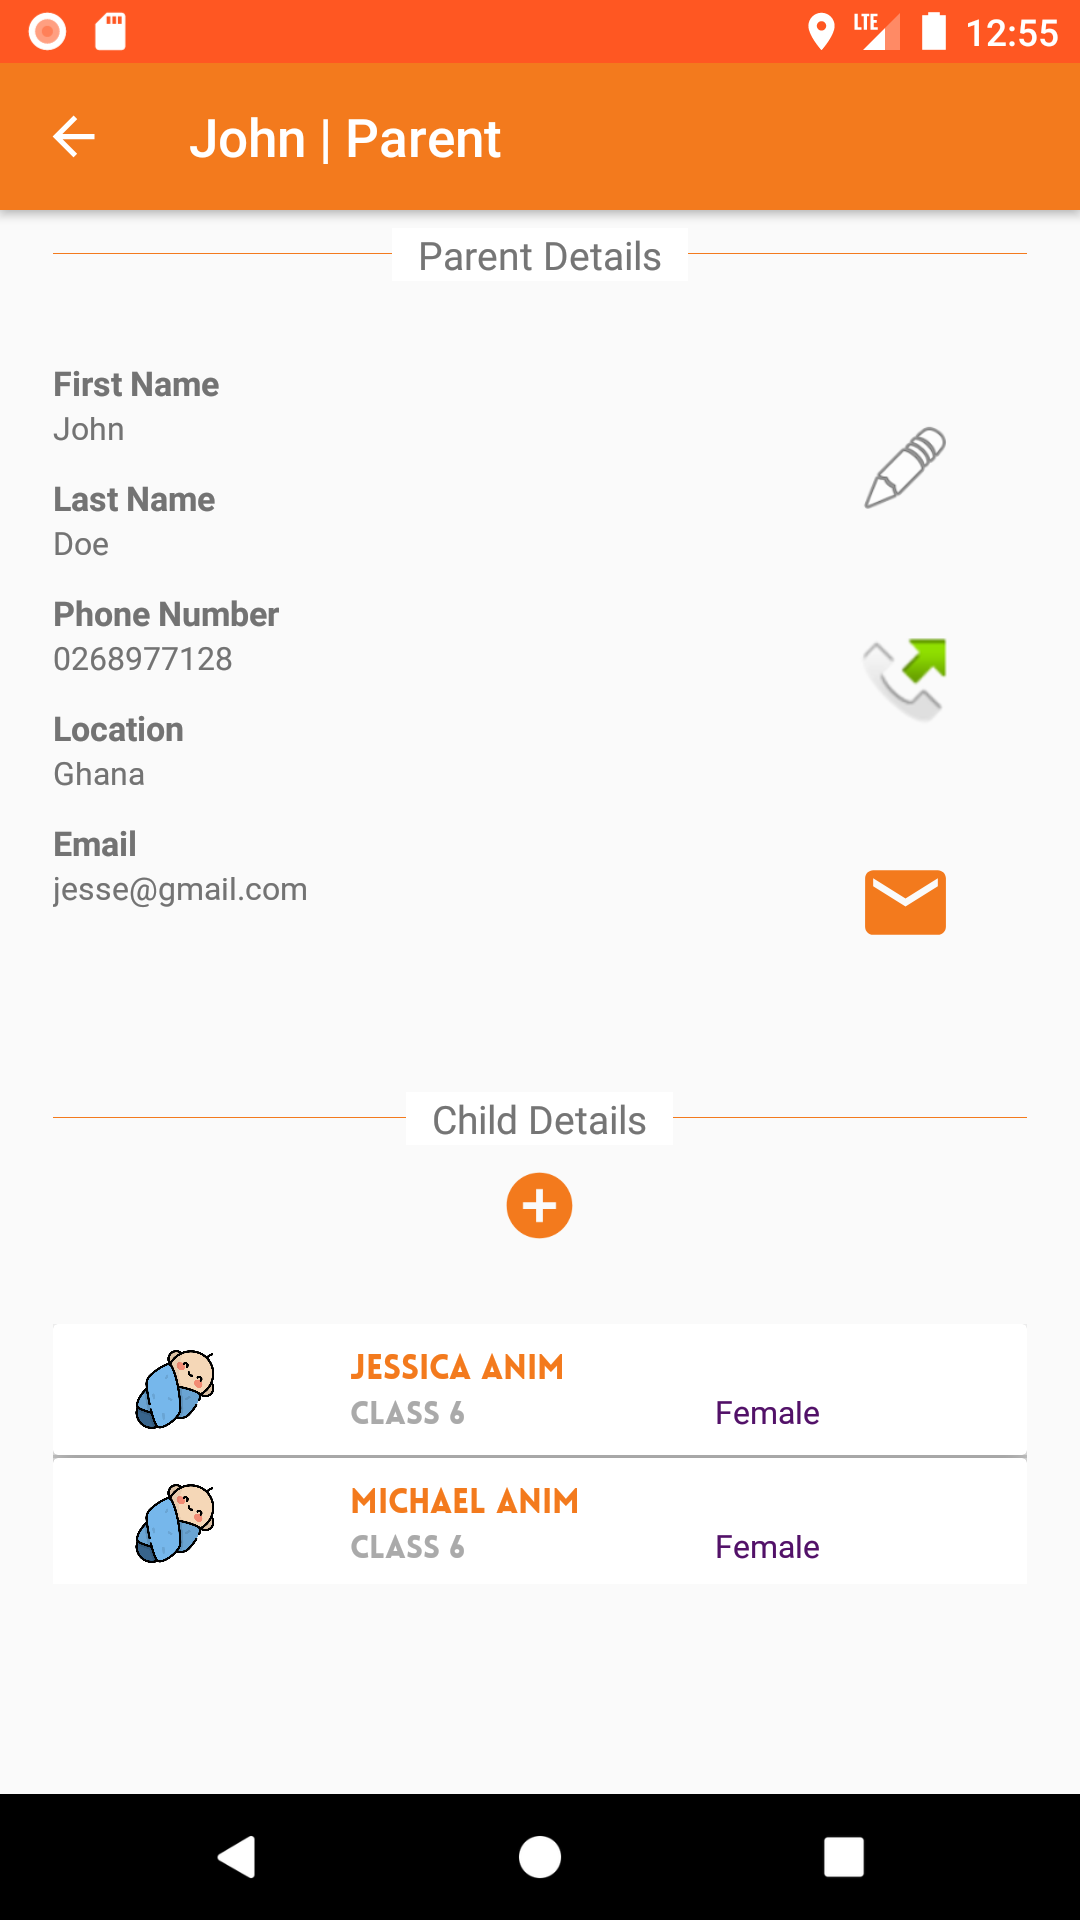 LTE 12:55
John | Parent
Parent Details
First Name
John
Last Name
Doe
Phone Number
0268977128
Location
Ghana
Email
jesse@gmail.com
Child Details
JESSICA ANIM
CLASS 6 Female
MICHAEL ANIM
CLASS 6 Female